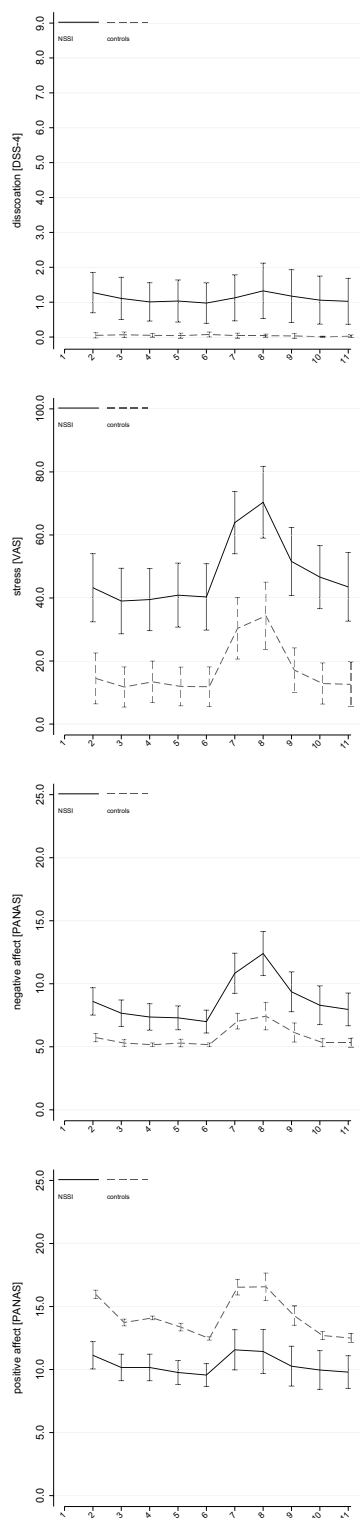 disscoation [DSS-4]
9.0
8.0
7.0
6.0
5.0
4.0
3.0
2.0
1.0
0.0
NSSI controls
1 2 3 4 5 6 7 8 9 10 11
stress [VAS]
100.0
80.0
60.0
40.0
20.0
0.0
NSSI controls
1 2 3 4 5 6 7 8 9 10 11
negative affect [PANAS]
25.0
20.0
15.0
10.0
5.0
0.0
NSSI controls
1 2 3 4 5 6 7 8 9 10 11
positive affect [PANAS]
25.0
20.0
15.0
10.0
5.0
0.0
NSSI controls
1 2 3 4 5 6 7 8 9 10 11